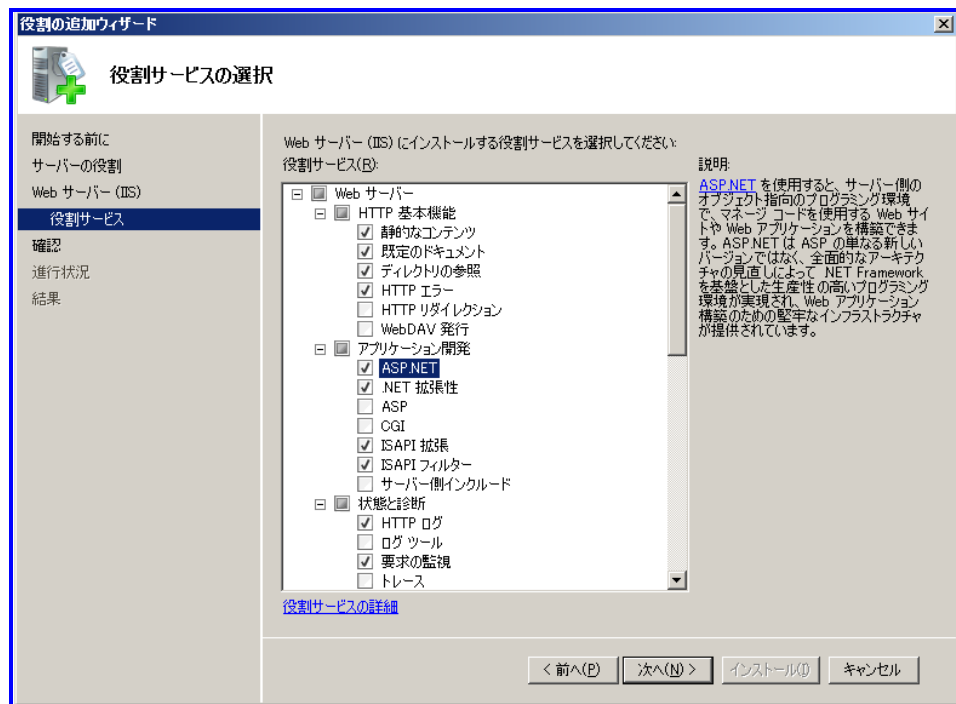 役割の追加ウィザード
役割サービスの選択
開始する前に
サーバーの役割
Web サーバー (IIS)
役割サービス
確認
進行状況
結果
Web サーバー (IIS) にインストールする役割サービスを選択してください:
役割サービス(R):
Web サーバー
HTTP 基本機能
静的なコンテンツ
既定のドキュメント
ディレクトリの参照
HTTP エラー
HTTP リダイレクション
WebDAV 発行
アプリケーション開発
ASP.NET
.NET 拡張性
ASP
CGI
ISAPI 拡張
ISAPI フィルター
サーバー側インクルード
状態と診断
HTTP ログ
ログ ツール
要求の監視
トレース
役割サービスの詳細
説明:
ASP.NET を使用すると、サーバー側の
オブジェクト指向のプログラミング環境
で、マネージ コードを使用する Web サイ
トや Web アプリケーションを構築できま
す。ASP.NET は ASP の単なる新しい
バージョンではなく、全面的なアーキテク
チャの見直しによって .NET Framework
を基盤とした生産性の高いプログラミング
環境が実現され、Web アプリケーション
構築のための堅牢なインフラストラクチャ
が提供されています。
< 前へ(P)
次へ(N) >
インストール(I)
キャンセル